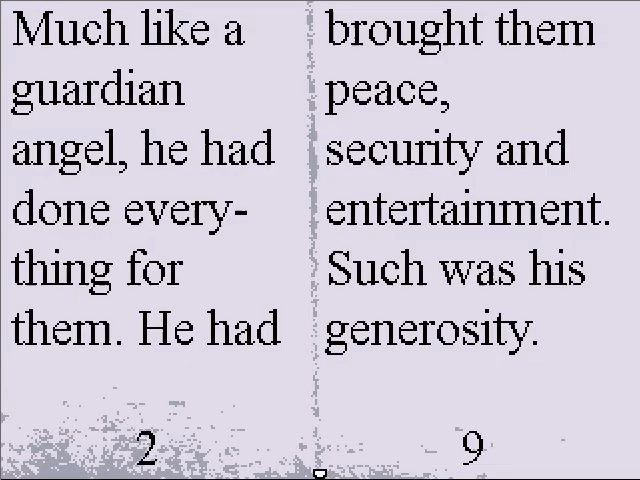 Much like a
guardian
angel, he had
done every-
thing for
them. He had
2
brought them
peace,
security and
entertainment.
Such was his
generosity.
9